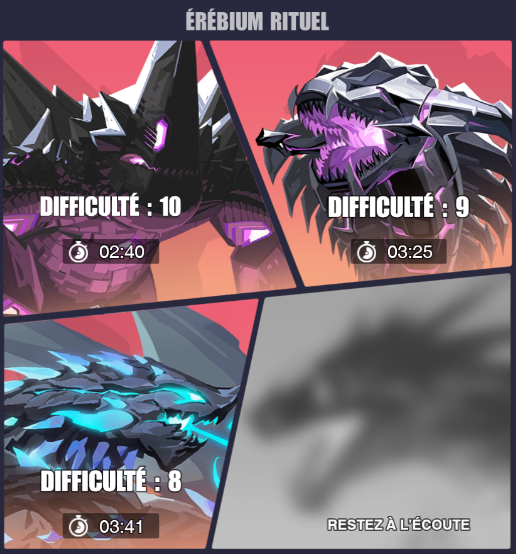 ÉRÉBIUM RITUEL
DIFFICULTÉ : 10
02:40
DIFFICULTÉ : 9
03:25
DIFFICULTÉ : 8
03:41
RESTEZ À L'ÉCOUTE